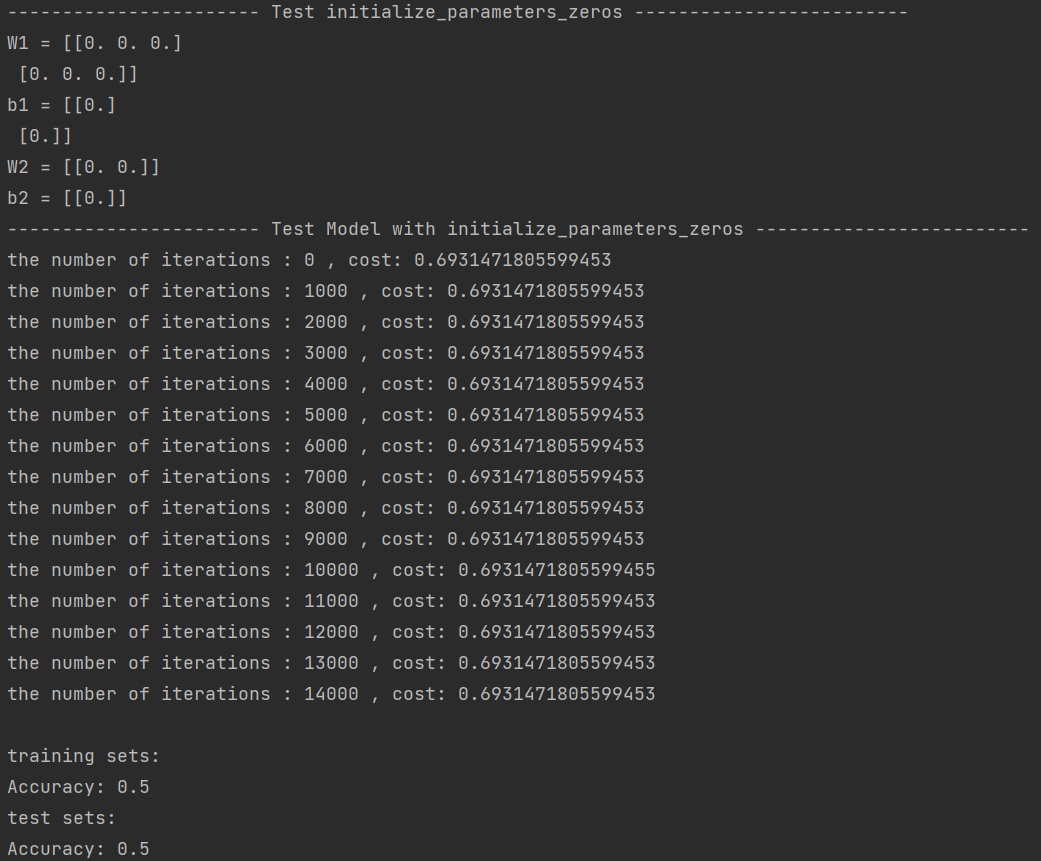 ----------------------- Test initialize_parameters_zeros -------------------------
W1 = [[0. 0. 0.]
 [0. 0. 0.]]
b1 = [[0.]
 [0.]]
W2 = [[0. 0.]]
b2 = [[0.]]
----------------------- Test Model with initialize_parameters_zeros -------------------------
the number of iterations : 0 , cost: 0.6931471805599453
the number of iterations : 1000 , cost: 0.6931471805599453
the number of iterations : 2000 , cost: 0.6931471805599453
the number of iterations : 3000 , cost: 0.6931471805599453
the number of iterations : 4000 , cost: 0.6931471805599453
the number of iterations : 5000 , cost: 0.6931471805599453
the number of iterations : 6000 , cost: 0.6931471805599453
the number of iterations : 7000 , cost: 0.6931471805599453
the number of iterations : 8000 , cost: 0.6931471805599453
the number of iterations : 9000 , cost: 0.6931471805599453
the number of iterations : 10000 , cost: 0.6931471805599455
the number of iterations : 11000 , cost: 0.6931471805599453
the number of iterations : 12000 , cost: 0.6931471805599453
the number of iterations : 13000 , cost: 0.6931471805599453
the number of iterations : 14000 , cost: 0.6931471805599453

training sets:
Accuracy: 0.5
test sets:
Accuracy: 0.5